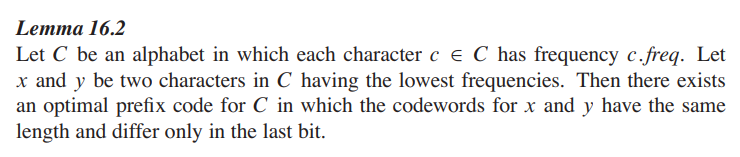 Lemma 16.2
Let C be an alphabet in which each character c ∈ C has frequency c.freq. Let
x and y be two characters in C having the lowest frequencies. Then there exists
an optimal prefix code for C in which the codewords for x and y have the same
length and differ only in the last bit.